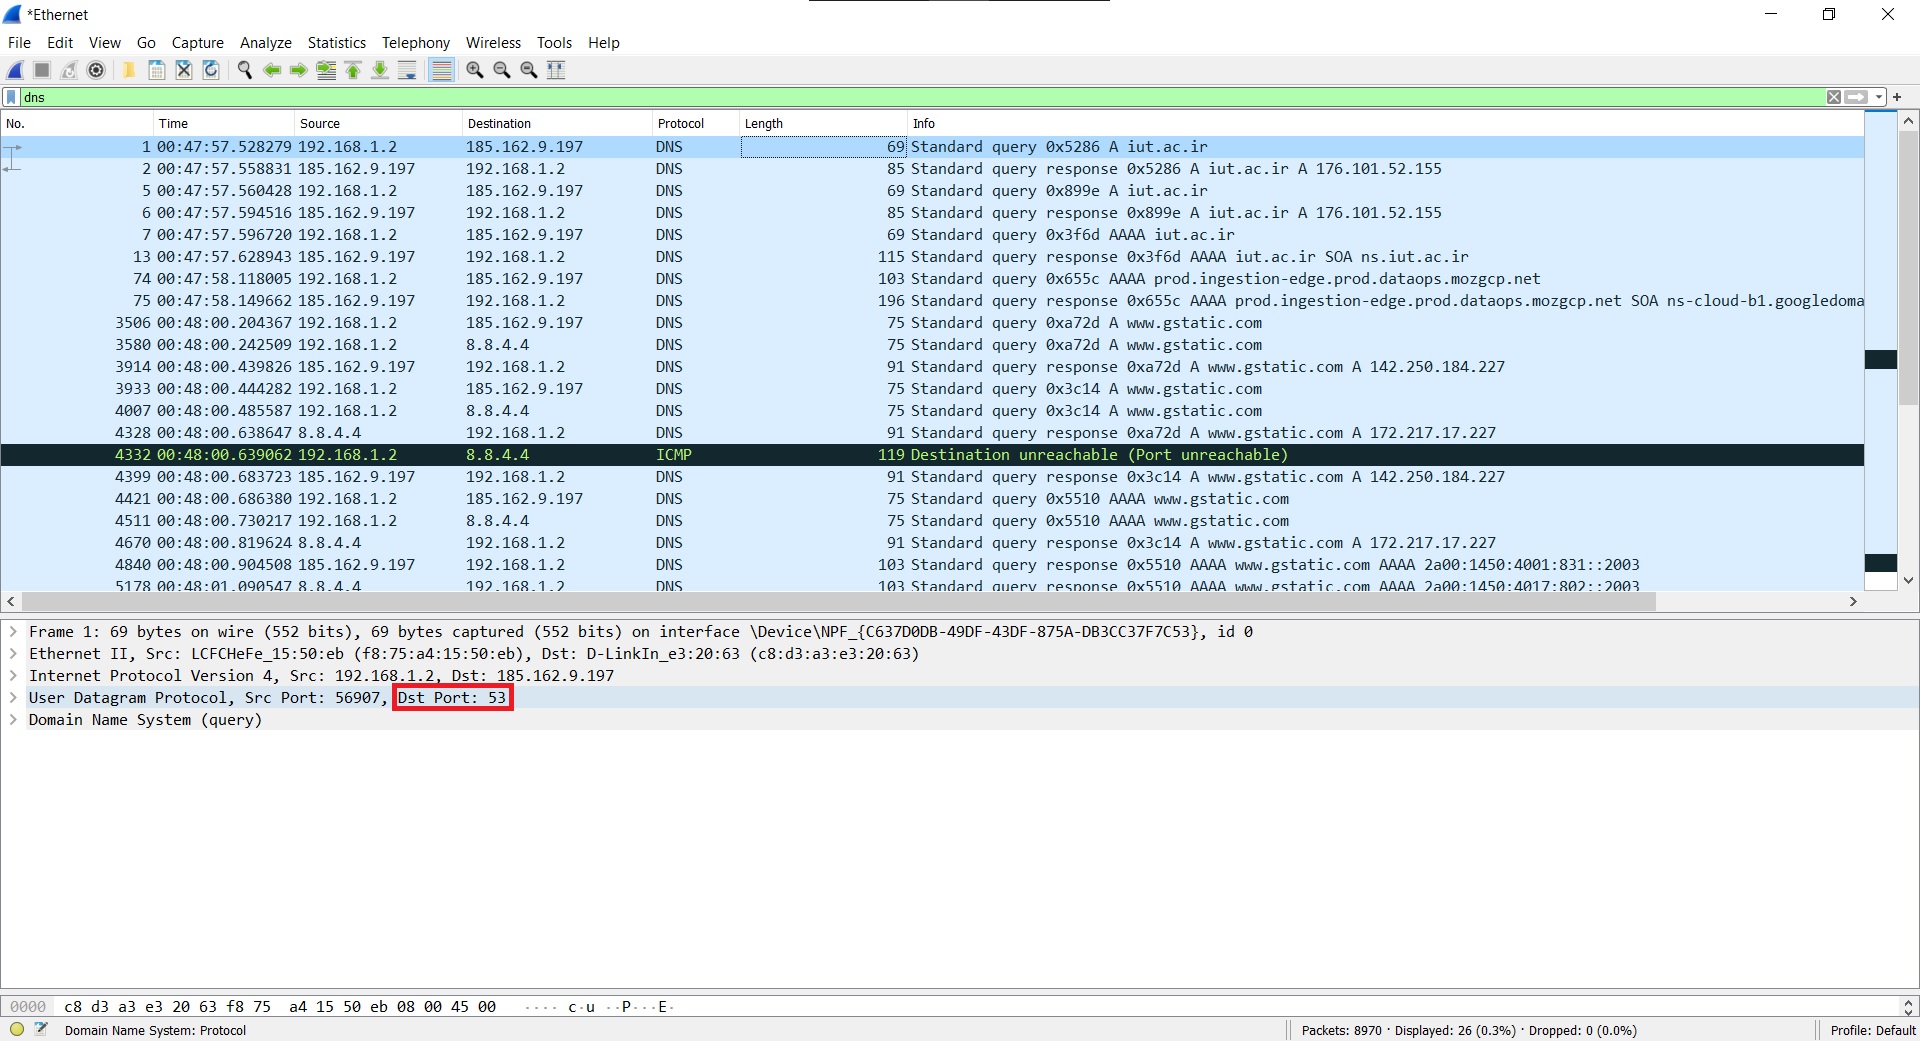 *Ethernet
File Edit View Go Capture Analyze Statistics Telephony Wireless Tools Help
dns
No. Time Source Destination Protocol Length Info
1 00:47:57.528279 192.168.1.2 185.162.9.197 DNS 69 Standard query 0x5286 A iut.ac.ir
2 00:47:57.558831 185.162.9.197 192.168.1.2 DNS 85 Standard query response 0x5286 A iut.ac.ir A 176.101.52.155
5 00:47:57.560428 192.168.1.2 185.162.9.197 DNS 69 Standard query 0x899e A iut.ac.ir
6 00:47:57.594516 185.162.9.197 192.168.1.2 DNS 85 Standard query response 0x899e A iut.ac.ir A 176.101.52.155
7 00:47:57.596720 192.168.1.2 185.162.9.197 DNS 69 Standard query 0x3f6d AAAA iut.ac.ir
13 00:47:57.628943 185.162.9.197 192.168.1.2 DNS 115 Standard query response 0x3f6d AAAA iut.ac.ir SOA ns.iut.ac.ir
74 00:47:58.118005 192.168.1.2 185.162.9.197 DNS 103 Standard query 0x655c AAAA prod.ingestion-edge.prod.dataops.mozgcp.net
75 00:47:58.149662 185.162.9.197 192.168.1.2 DNS 196 Standard query response 0x655c AAAA prod.ingestion-edge.prod.dataops.mozgcp.net SOA ns-cloud-b1.googledoma
3506 00:48:00.204367 192.168.1.2 185.162.9.197 DNS 75 Standard query 0xa72d A www.gstatic.com
3580 00:48:00.242509 192.168.1.2 8.8.4.4 DNS 75 Standard query 0xa72d A www.gstatic.com
3914 00:48:00.439826 185.162.9.197 192.168.1.2 DNS 91 Standard query response 0xa72d A www.gstatic.com A 142.250.184.227
3933 00:48:00.444282 192.168.1.2 185.162.9.197 DNS 75 Standard query 0x3c14 A www.gstatic.com
4007 00:48:00.485587 192.168.1.2 8.8.4.4 DNS 75 Standard query 0x3c14 A www.gstatic.com
4328 00:48:00.638647 8.8.4.4 192.168.1.2 DNS 91 Standard query response 0xa72d A www.gstatic.com A 172.217.17.227
4332 00:48:00.639062 192.168.1.2 8.8.4.4 ICMP 119 Destination unreachable (Port unreachable)
4399 00:48:00.683723 185.162.9.197 192.168.1.2 DNS 91 Standard query response 0x3c14 A www.gstatic.com A 142.250.184.227
4421 00:48:00.686380 192.168.1.2 185.162.9.197 DNS 75 Standard query 0x5510 AAAA www.gstatic.com
4511 00:48:00.730217 192.168.1.2 8.8.4.4 DNS 75 Standard query 0x5510 AAAA www.gstatic.com
4670 00:48:00.819624 8.8.4.4 192.168.1.2 DNS 91 Standard query response 0x3c14 A www.gstatic.com A 172.217.17.227
4840 00:48:00.904508 185.162.9.197 192.168.1.2 DNS 103 Standard query response 0x5510 AAAA www.gstatic.com AAAA 2a00:1450:4001:831::2003
5178 00:48:01.090547 8.8.4.4 192.168.1.2 DNS 103 Standard query response 0x5510 AAAA www.gstatic.com AAAA 2a00:1450:4017:802::2003
Frame 1: 69 bytes on wire (552 bits), 69 bytes captured (552 bits) on interface \Device\NPF_{C637D0DB-49DF-43DF-875A-DB3CC37F7C53}, id 0
Ethernet II, Src: LCFCHeFe_15:50:eb (f8:75:a4:15:50:eb), Dst: D-LinkIn_e3:20:63 (c8:d3:a3:e3:20:63)
Internet Protocol Version 4, Src: 192.168.1.2, Dst: 185.162.9.197
User Datagram Protocol, Src Port: 56907, Dst Port: 53
Domain Name System (query)
0000 c8 d3 a3 e3 20 63 f8 75 a4 15 50 eb 08 00 45 00 ···· c·u ··P···E·
Domain Name System: Protocol Packets: 8970 · Displayed: 26 (0.3%) · Dropped: 0 (0.0%) Profile: Default